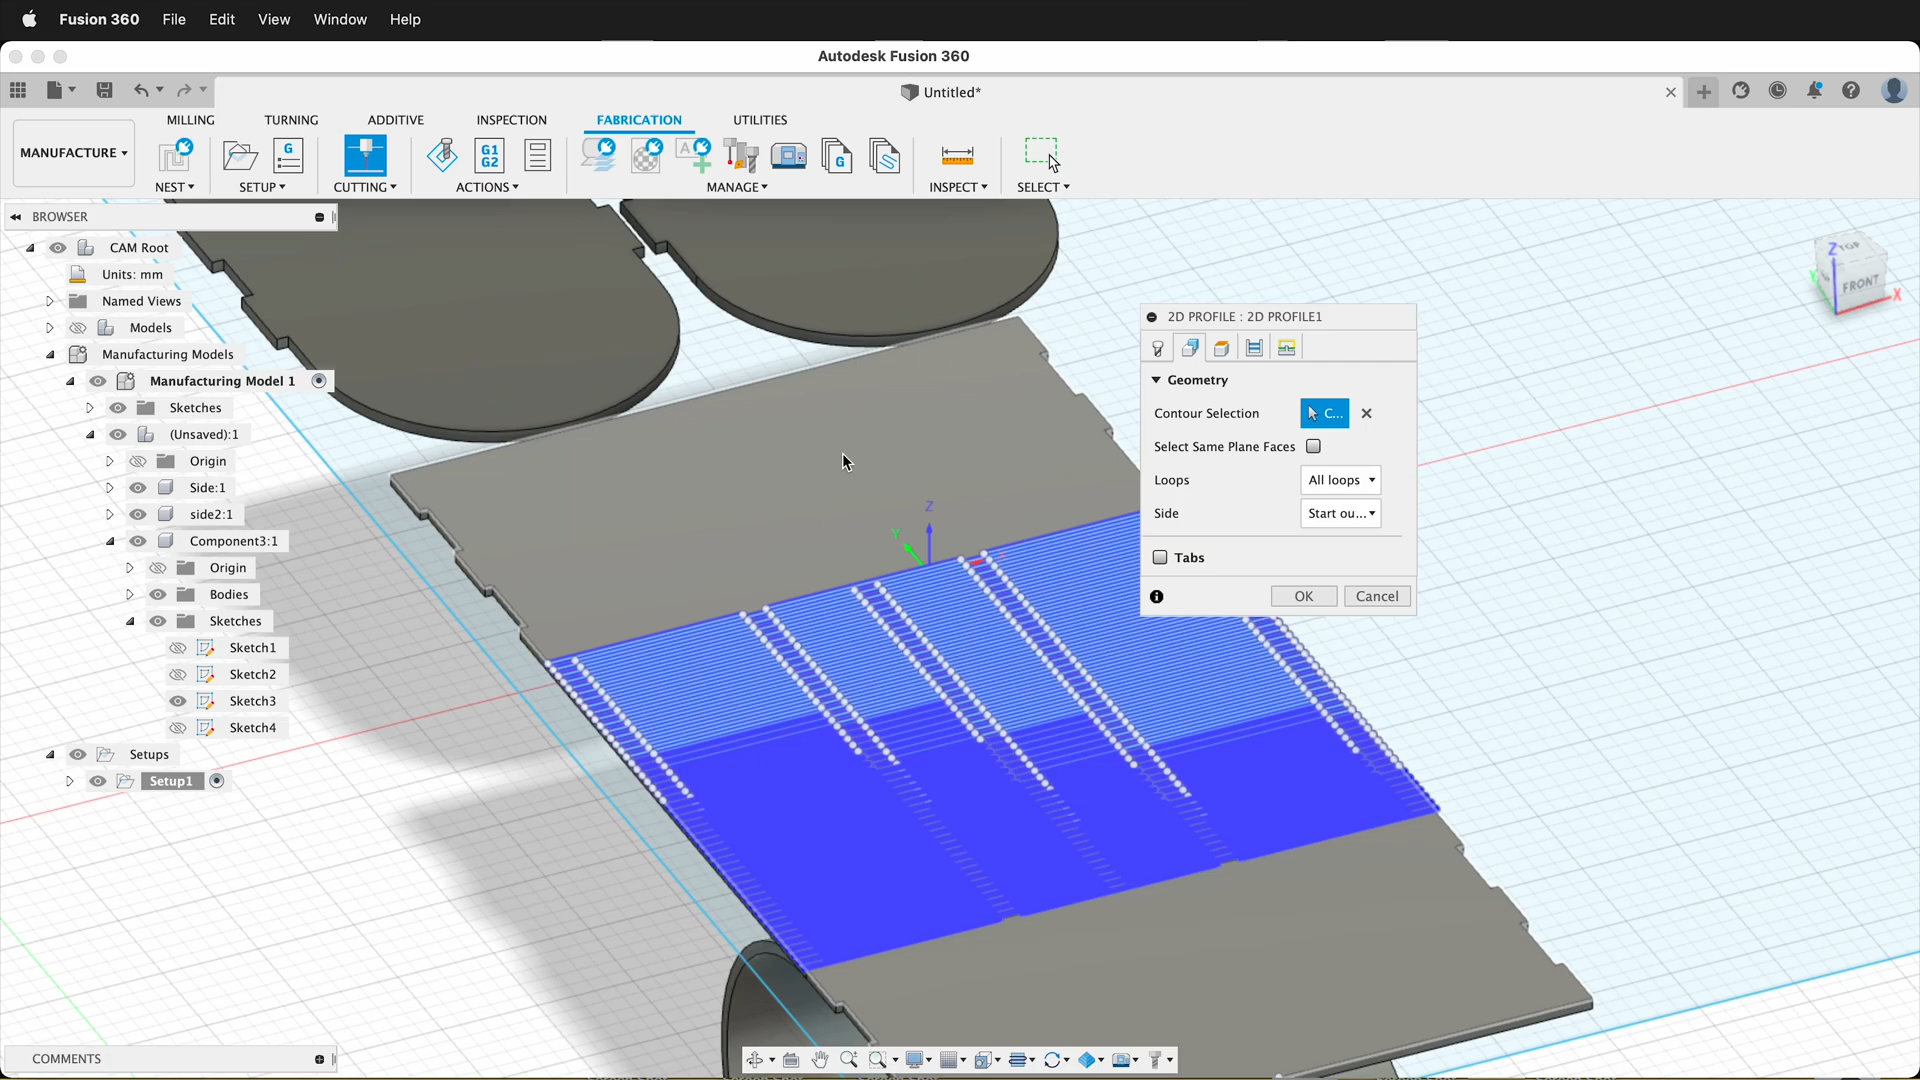 Fusion 360 File Edit View Window Help
Autodesk Fusion 360
Untitled*
MANUFACTURE
MILLING TURNING ADDITIVE INSPECTION FABRICATION UTILITIES
NEST SETUP CUTTING ACTIONS MANAGE INSPECT SELECT
G
G1
G2
A
G
BROWSER
CAM Root
Units: mm
Named Views
Models
Manufacturing Models
Manufacturing Model 1
Sketches
(Unsaved):1
Origin
Side:1
side2:1
Component3:1
Origin
Bodies
Sketches
Sketch1
Sketch2
Sketch3
Sketch4
Setups
Setup1
COMMENTS
Z
Y
Z
TOP
FRONT
X
2D PROFILE : 2D PROFILE1
Geometry
Contour Selection C...
Select Same Plane Faces
Loops All loops
Side Start ou...
Tabs
OK Cancel